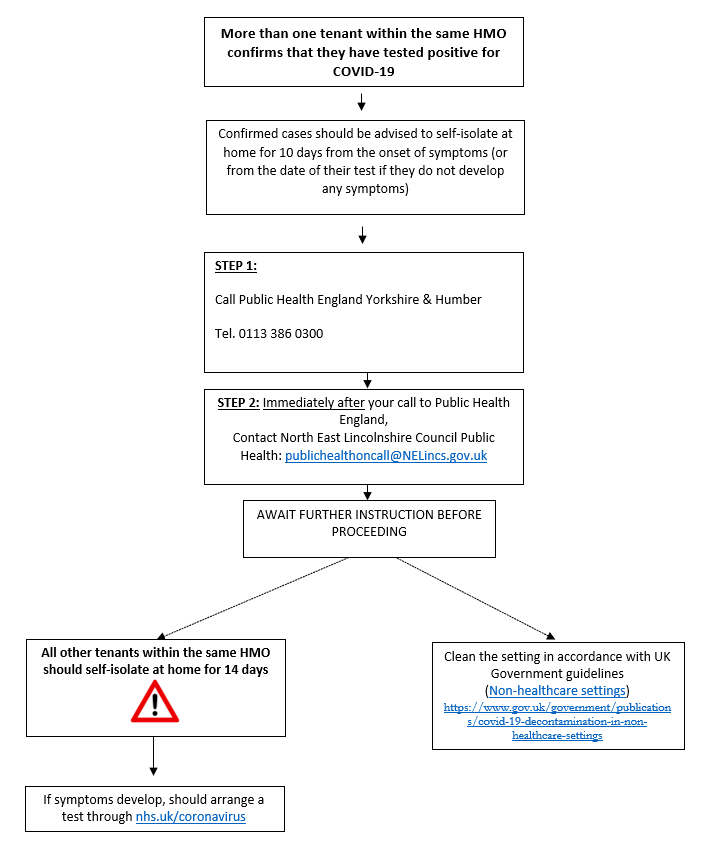 More than one tenant within the same HMO
confirms that they have tested positive for
COVID-19
Confirmed cases should be advised to self-isolate at
home for 10 days from the onset of symptoms (or
from the date of their test if they do not develop
any symptoms)
STEP 1:
Call Public Health England Yorkshire & Humber
Tel. 0113 386 0300
STEP 2: Immediately after your call to Public Health
England,
Contact North East Lincolnshire Council Public
Health: publichealthoncall@NELincs.gov.uk
AWAIT FURTHER INSTRUCTION BEFORE
PROCEEDING
All other tenants within the same HMO
should self-isolate at home for 14 days
!
If symptoms develop, should arrange a
test through nhs.uk/coronavirus
Clean the setting in accordance with UK
Government guidelines
(Non-healthcare settings)
https://www.gov.uk/government/publication
s/covid-19-decontamination-in-non-
healthcare-settings